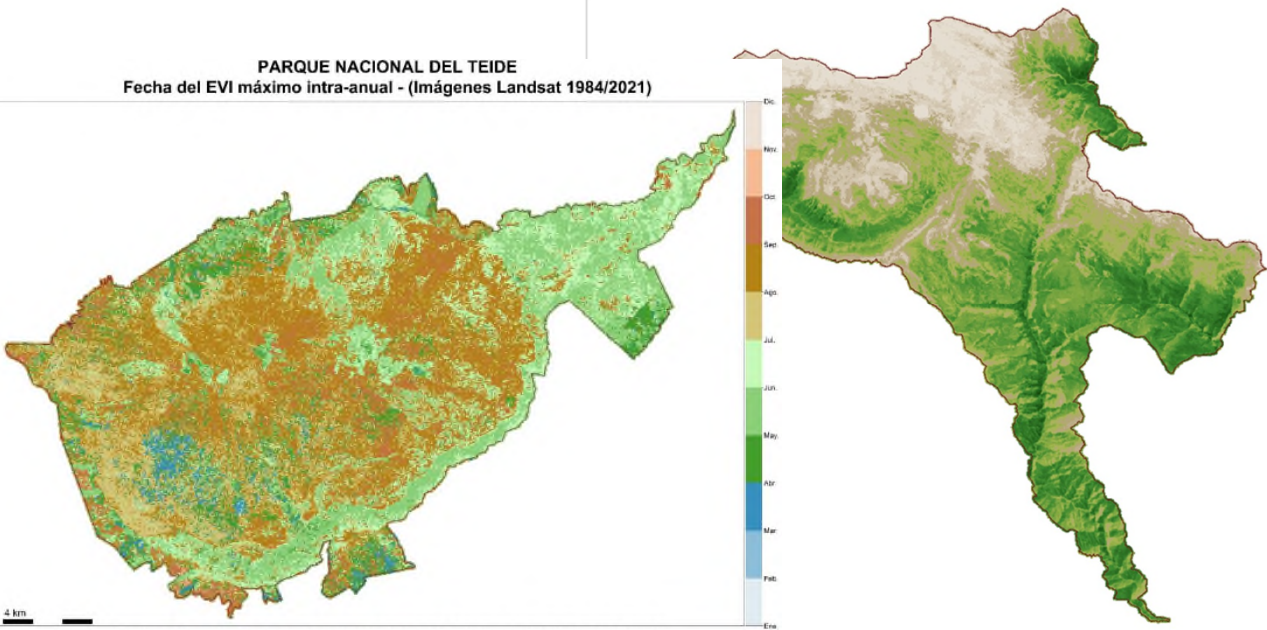 PARQUE NACIONAL DEL TEIDE
Fecha del EVI máximo intra-anual - (Imágenes Landsat 1984/2021)
Dic.
Nov.
Oct.
Sep.
Ago.
Jul.
Jun.
May.
Abr.
Mar.
Feb.
Ene.
4 km